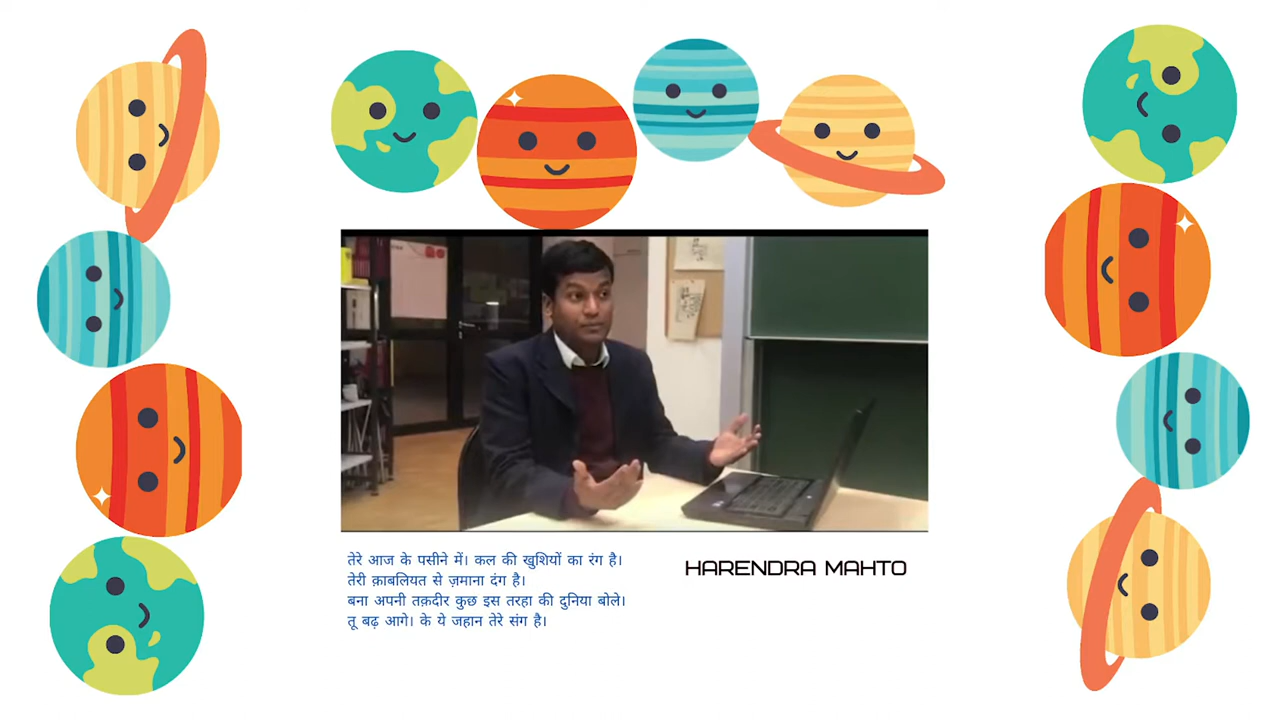 तेरे आज के पसीने में। कल की खुशियों का रंग है।
तेरी क़ाबलियत से ज़माना दंग है।
बना अपनी तक़दीर कुछ इस तरहा की दुनिया बोले।
तू बढ़ आगे। के ये जहान तेरे संग है।
HARENDRA MAHTO